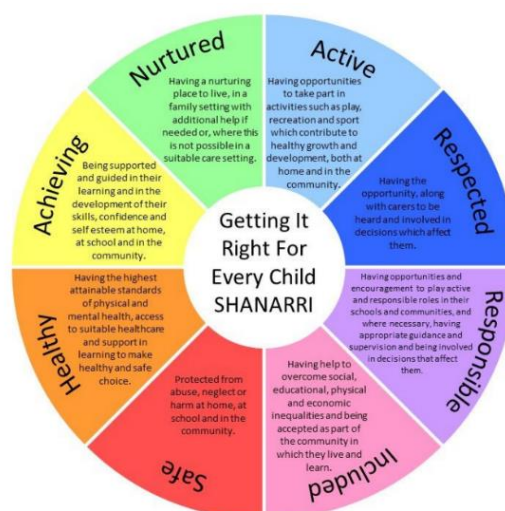 Getting It
Right For
Every Child
SHANARRI
Safe
Protected from
abuse, neglect or
harm at home, at
school and in the
community.
Healthy
Having the highest
attainable standards
of physical and
mental health, access
to suitable healthcare
and support in
learning to make
healthy and safe
choice.
Achieving
Being supported
and guided in their
learning and in the
development of their
skills, confidence and
self esteem at home,
at school and in the
community.
Nurtured
Having a nurturing
place to live, in a
family setting with
additional help if
needed or, where this
is not possible in a
suitable care setting.
Active
Having opportunities
to take part in
activities such as play,
recreation and sport
which contribute to
healthy growth and
development, both at
home and in the
community.
Respected
Having the
opportunity, along
with carers to be
heard and involved in
decisions which affect
them.
Responsible
Having opportunities and
encouragement to play active
and responsible roles in their
schools and communities, and
where necessary, having
appropriate guidance and
supervision and being involved
in decisions that affect
them.
Included
Having help to
overcome social,
educational, physical
and economic
inequalities and being
accepted as part of
the community in
which they live and
learn.